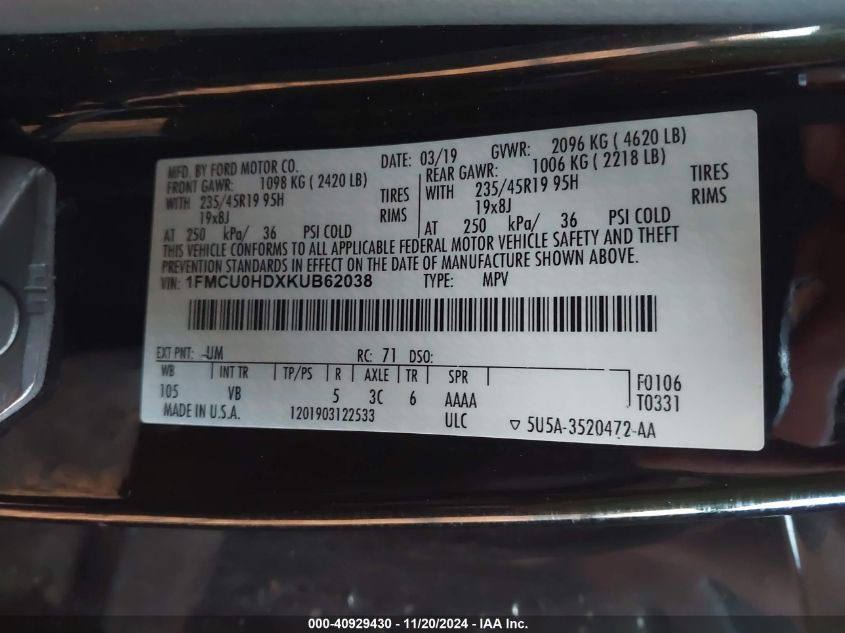 MFD. BY FORD MOTOR CO. DATE: 03/19 GVWR: 2096 KG ( 4620 LB)
FRONT GAWR: 1098 KG ( 2420 LB) REAR GAWR: 1006 KG ( 2218 LB)
WITH 235/45R19 95H TIRES WITH 235/45R19 95H TIRES
19x8J RIMS 19x8J RIMS
AT 250 kPa/ 36 PSI COLD AT 250 kPa/ 36 PSI COLD
THIS VEHICLE CONFORMS TO ALL APPLICABLE FEDERAL MOTOR VEHICLE SAFETY AND THEFT
PREVENTION STANDARDS IN EFFECT ON THE DATE OF MANUFACTURE SHOWN ABOVE.
VIN: 1FMCU0HDXKUB62038 TYPE: MPV
EXT PNT: UM RC: 71 DSO:
WB INT TR TP/PS R AXLE TR SPR F0106
105 VB 5 3C 6 AAAA T0331
MADE IN U.S.A. 1201903122533 ULC ▽ 5U5A-3520472-AA
000-40929430 - 11/20/2024 - IAA Inc.